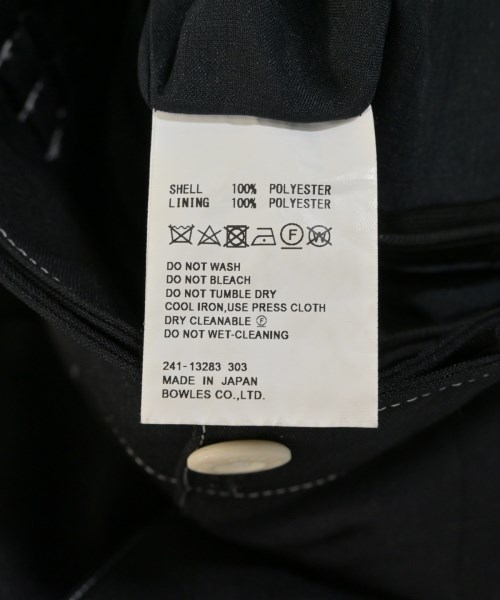 SHELL 100% POLYESTER
LINING 100% POLYESTER
F W
DO NOT WASH
DO NOT BLEACH
DO NOT TUMBLE DRY
COOL IRON,USE PRESS CLOTH
DRY CLEANABLE Ⓕ
DO NOT WET-CLEANING
241-13283 303
MADE IN JAPAN
BOWLES CO.,LTD.